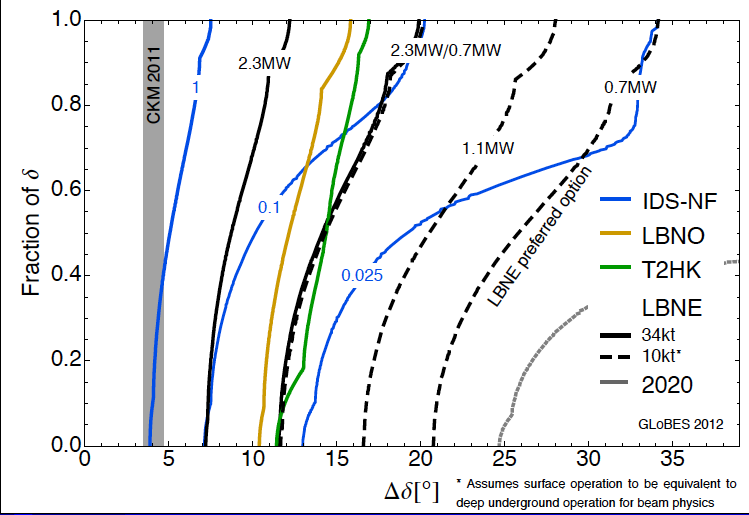 1.0
0.8
0.6
0.4
0.2
0.0
Fraction of δ
0
5
10
15
20
25
30
35
Δδ[°]
CKM 2011
1
2.3MW
0.1
2.3MW/0.7MW
0.025
1.1MW
0.7MW
LBNE preferred option
IDS-NF
LBNO
T2HK
LBNE
34kt
10kt*
2020
GLoBES 2012
* Assumes surface operation to be equivalent to
deep underground operation for beam physics